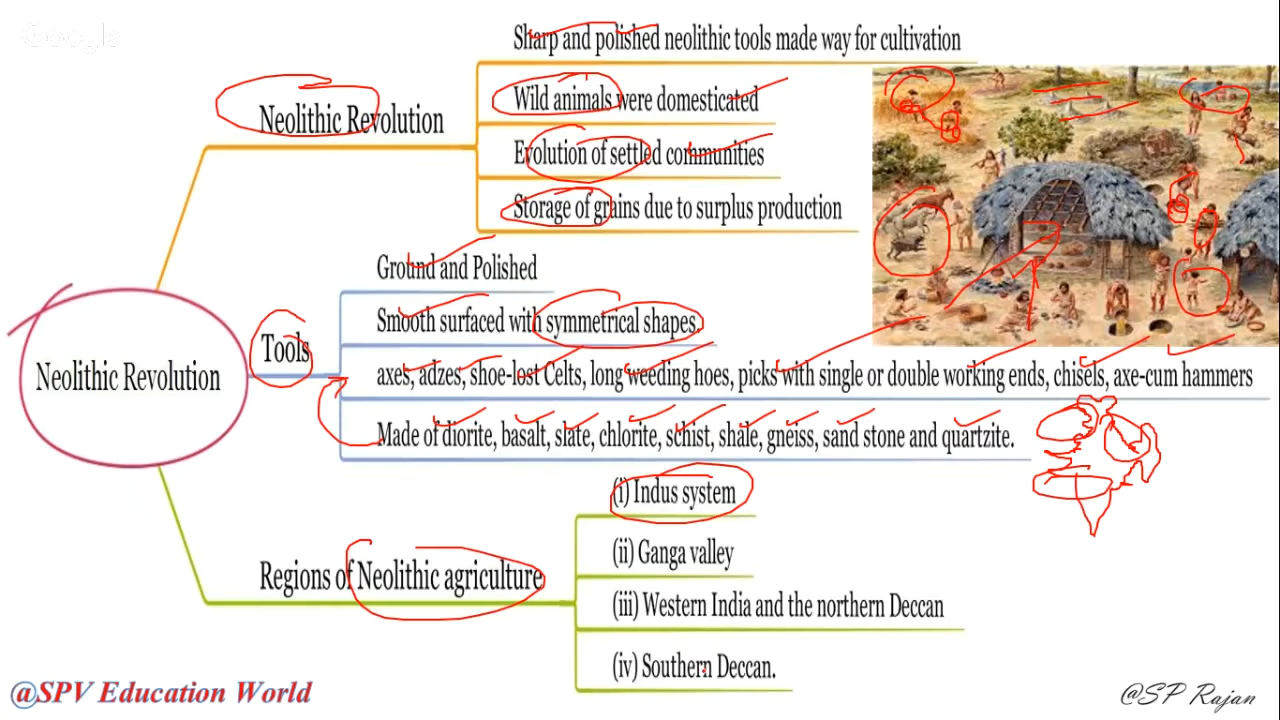 Google
Sharp and polished neolithic tools made way for cultivation
Neolithic Revolution
Wild animals were domesticated
Evolution of settled communities
Storage of grains due to surplus production
Ground and Polished
Smooth surfaced with symmetrical shapes.
Tools
Neolithic Revolution
axes, adzes, shoe-lost Celts, long weeding hoes, picks with single or double working ends, chisels, axe-cum hammers
Made of diorite, basalt, slate, chlorite, schist, shale, gneiss, sand stone and quartzite.
(i) Indus system
(ii) Ganga valley
Regions of Neolithic agriculture
(iii) Western India and the northern Deccan
(iv) Southern Deccan.
@SPV Education World
@SP Rajan